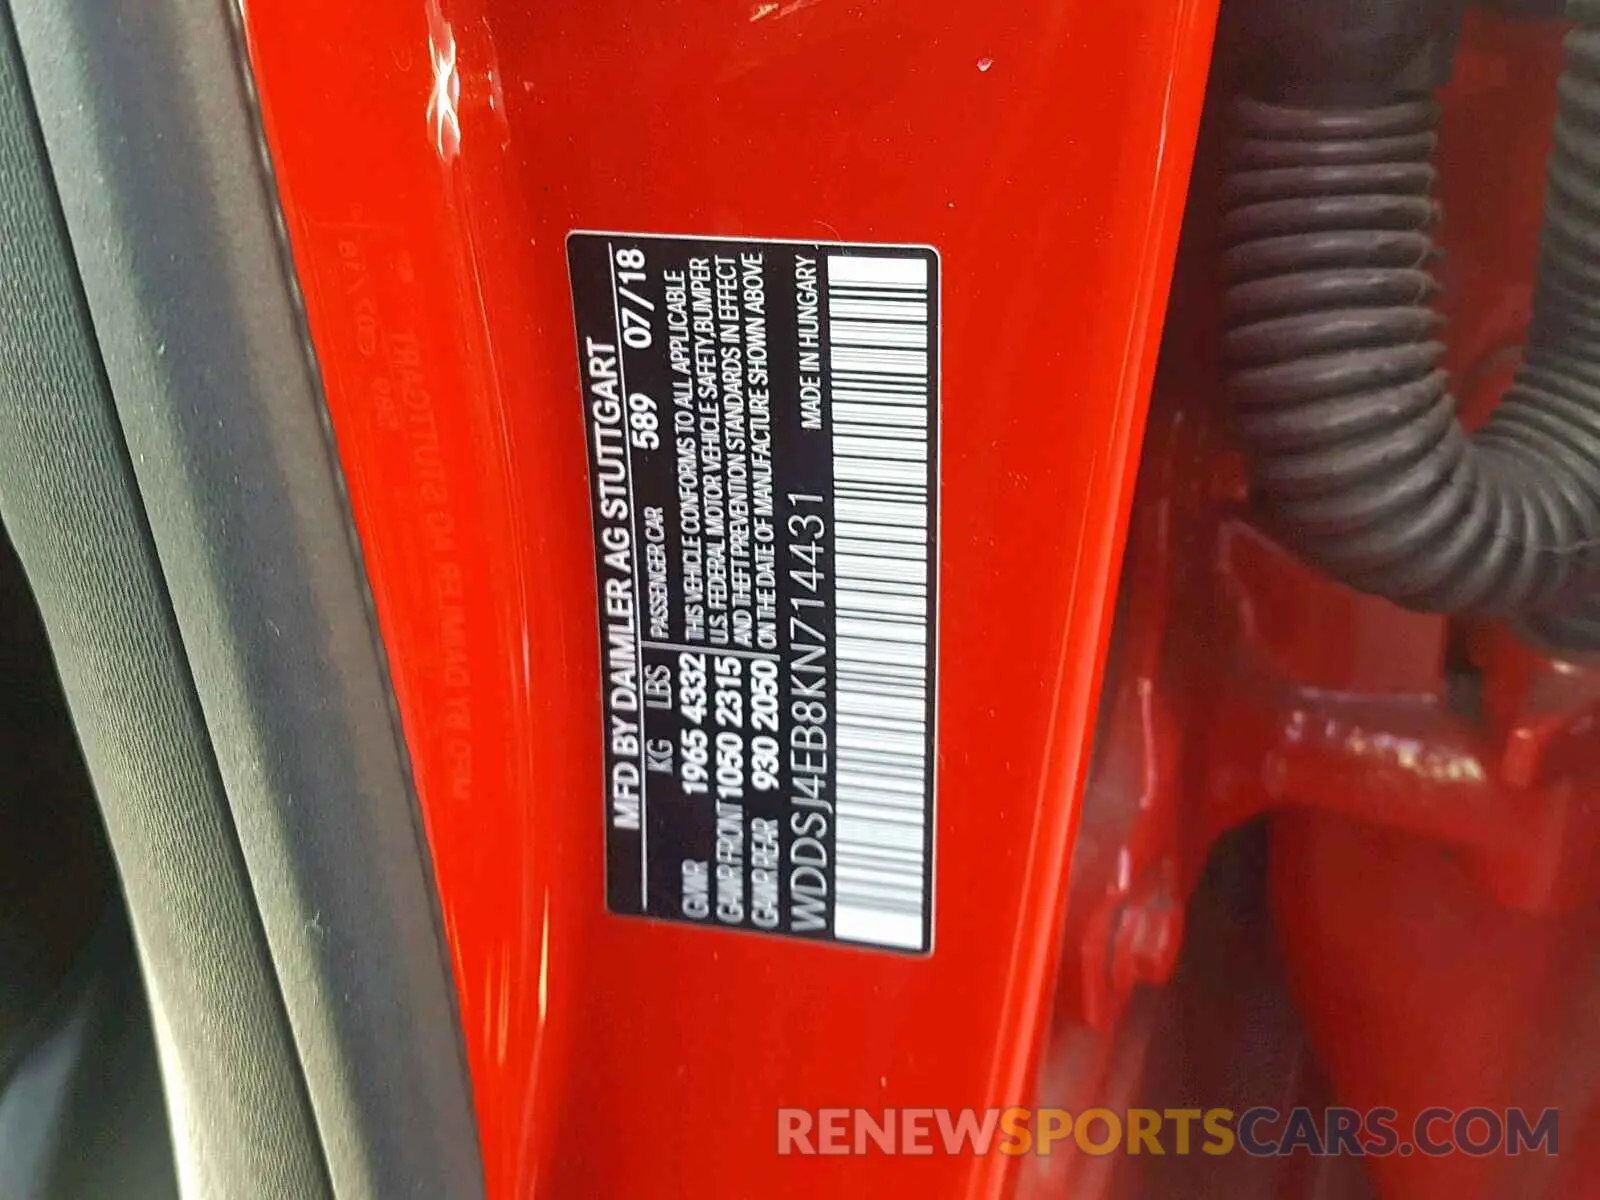 MFD BY DAIMLER AG STUTTGART
KG LBS PASSENGER CAR 589 07/18
GVWR 1965 4332 THIS VEHICLE CONFORMS TO ALL APPLICABLE
GAWR FRONT 1050 2315 U.S. FEDERAL MOTOR VEHICLE SAFETY, BUMPER
AND THEFT PREVENTION STANDARDS IN EFFECT
GAWR REAR 930 2050 ON THE DATE OF MANUFACTURE SHOWN ABOVE
WDDSJ4EB8KN714431 MADE IN HUNGARY
RENEWSPORTSCARS.COM